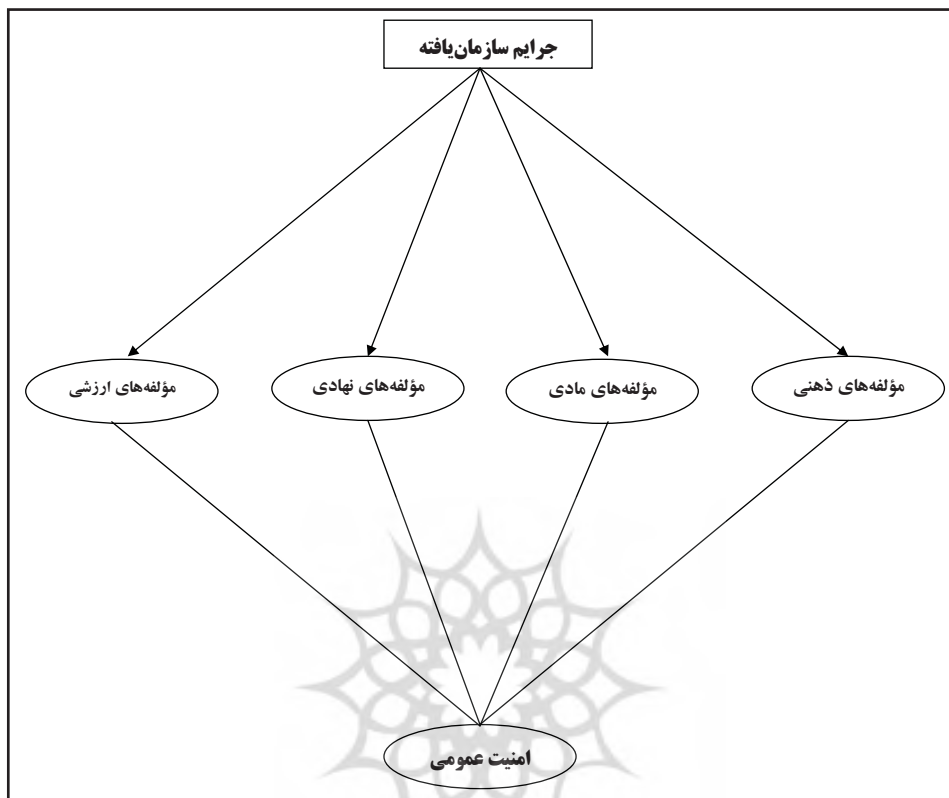 جرایم سازمان‌یافته
مؤلفه‌های ذهنی
مؤلفه‌های مادی
مؤلفه‌های نهادی
مؤلفه‌های ارزشی
امنیت عمومی